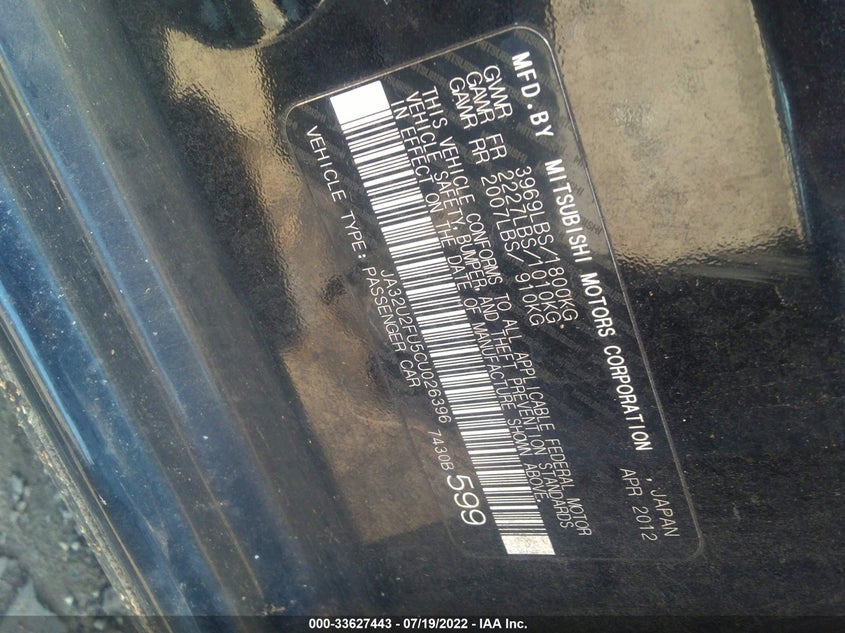 MFD.BY MITSUBISHI MOTORS CORPORATION , JAPAN
APR 2012
GWWR 3969LBS/1800KG
GAWR FR 2227LBS/1010KG
GAWR RR 2007LBS/ 910KG
THIS VEHICLE CONFORMS TO ALL APPLICABLE FEDERAL MOTOR
VEHICLE SAFETY,BUMPER, AND THEFT PREVENTION STANDARDS
IN EFFECT ON THE DATE OF MANUFACTURE SHOWN ABOVE.
JA32U2FU5CU026396 7430B 599
VEHICLE TYPE: PASSENGER CAR
000-33627443 - 07/19/2022 - IAA Inc.